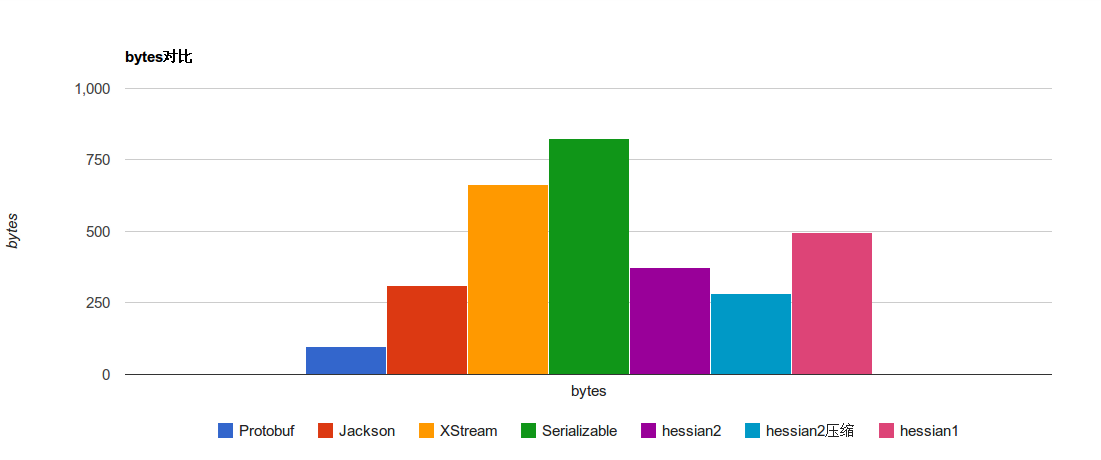 bytes对比
1,000
750
500
250
0
bytes
bytes
Protobuf Jackson XStream Serializable hessian2 hessian2压缩 hessian1